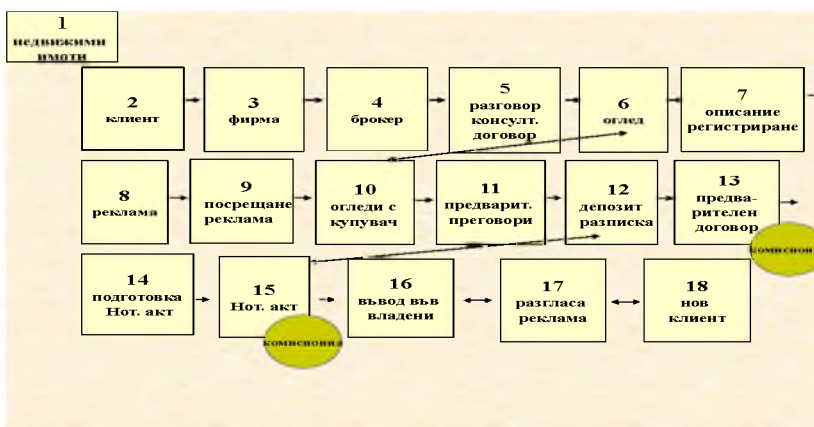 1
недвижими
имоти
2
клиент
3
фирма
4
брокер
5
разговор
консулт.
договор
6
оглед
7
описание
регистриране
8
реклама
9
посрещане
реклама
10
огледи с
купувач
11
предварит.
преговори
12
депозит
разписка
13
предва-
рителен
договор
комисион
14
подготовка
Нот. акт
15
Нот. акт
комисионна
16
въвод във
владени
17
разгласа
реклама
18
нов
клиент